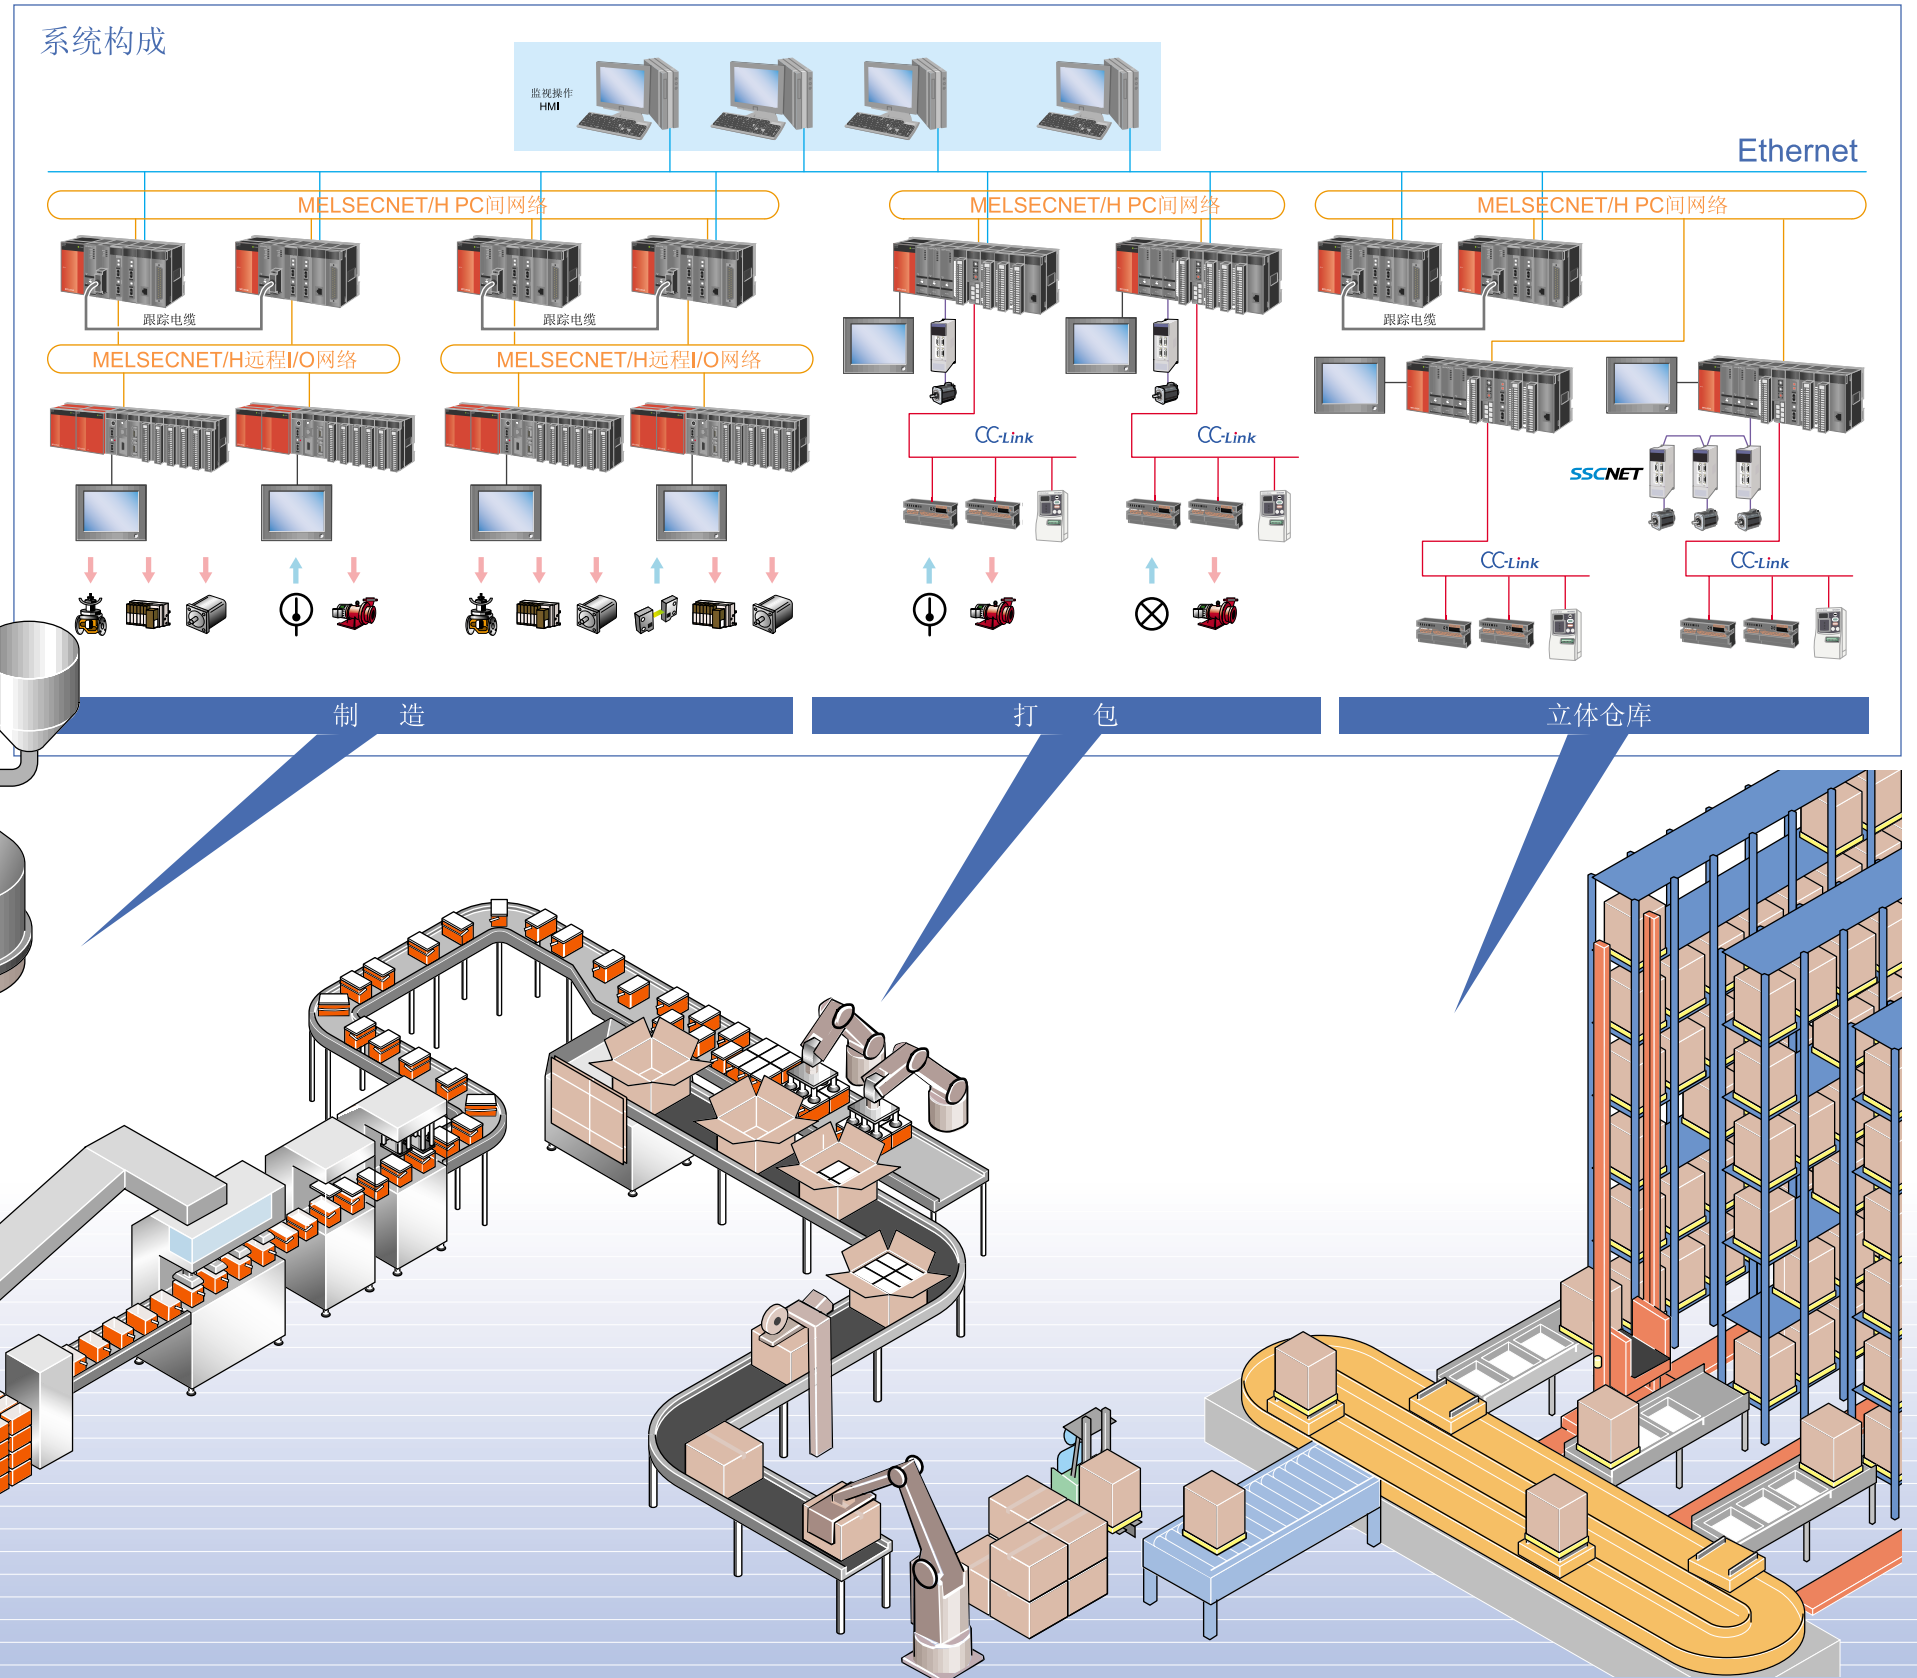 系统构成
监视操作
HMI
Ethernet
MELSECNET/H PC间网络
MELSECNET/H PC间网络
MELSECNET/H PC间网络
跟踪电缆
跟踪电缆
跟踪电缆
MELSECNET/H远程I/O网络
MELSECNET/H远程I/O网络
CC-Link
CC-Link
SSCNET
CC-Link
CC-Link
制 造
打 包
立体仓库